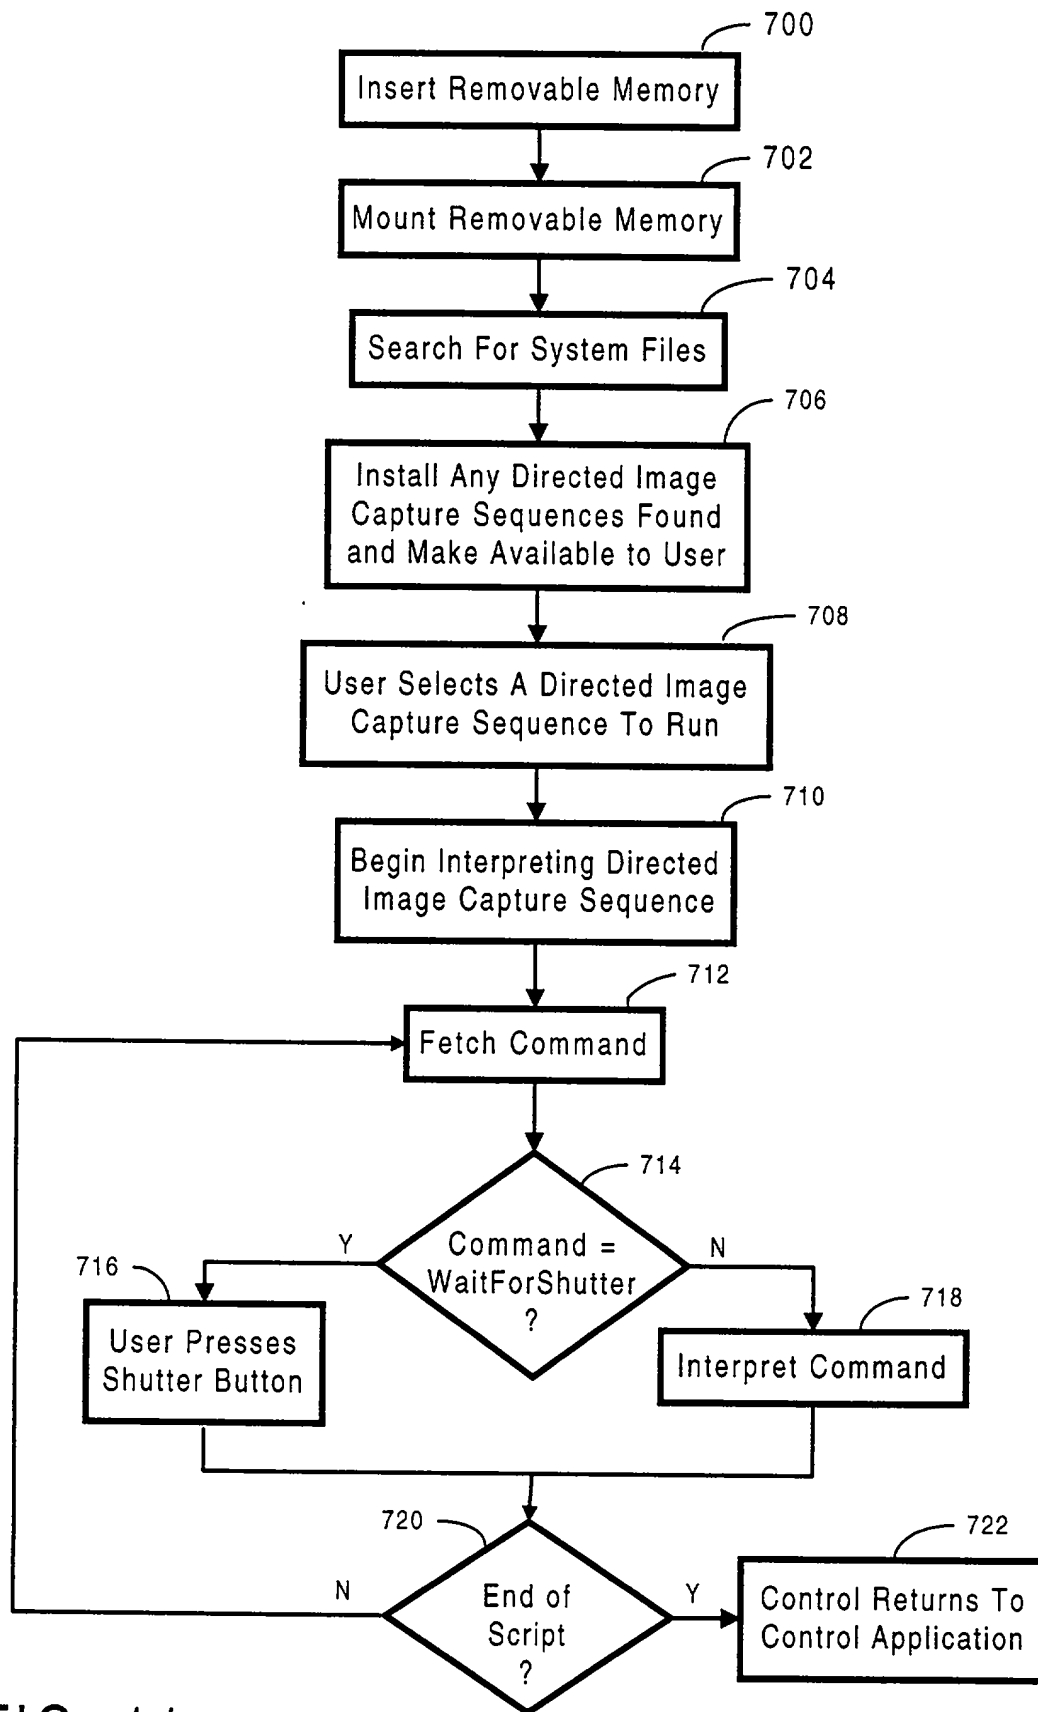 700
Insert Removable Memory
702
Mount Removable Memory
704
Search For System Files
706
Install Any Directed Image
Capture Sequences Found
and Make Available to User
708
User Selects A Directed Image
Capture Sequence To Run
710
Begin Interpreting Directed
Image Capture Sequence
712
Fetch Command
714
Command =
WaitForShutter
?
Y
N
716
User Presses
Shutter Button
718
Interpret Command
720
End of
Script
?
N
Y
722
Control Returns To
Control Application